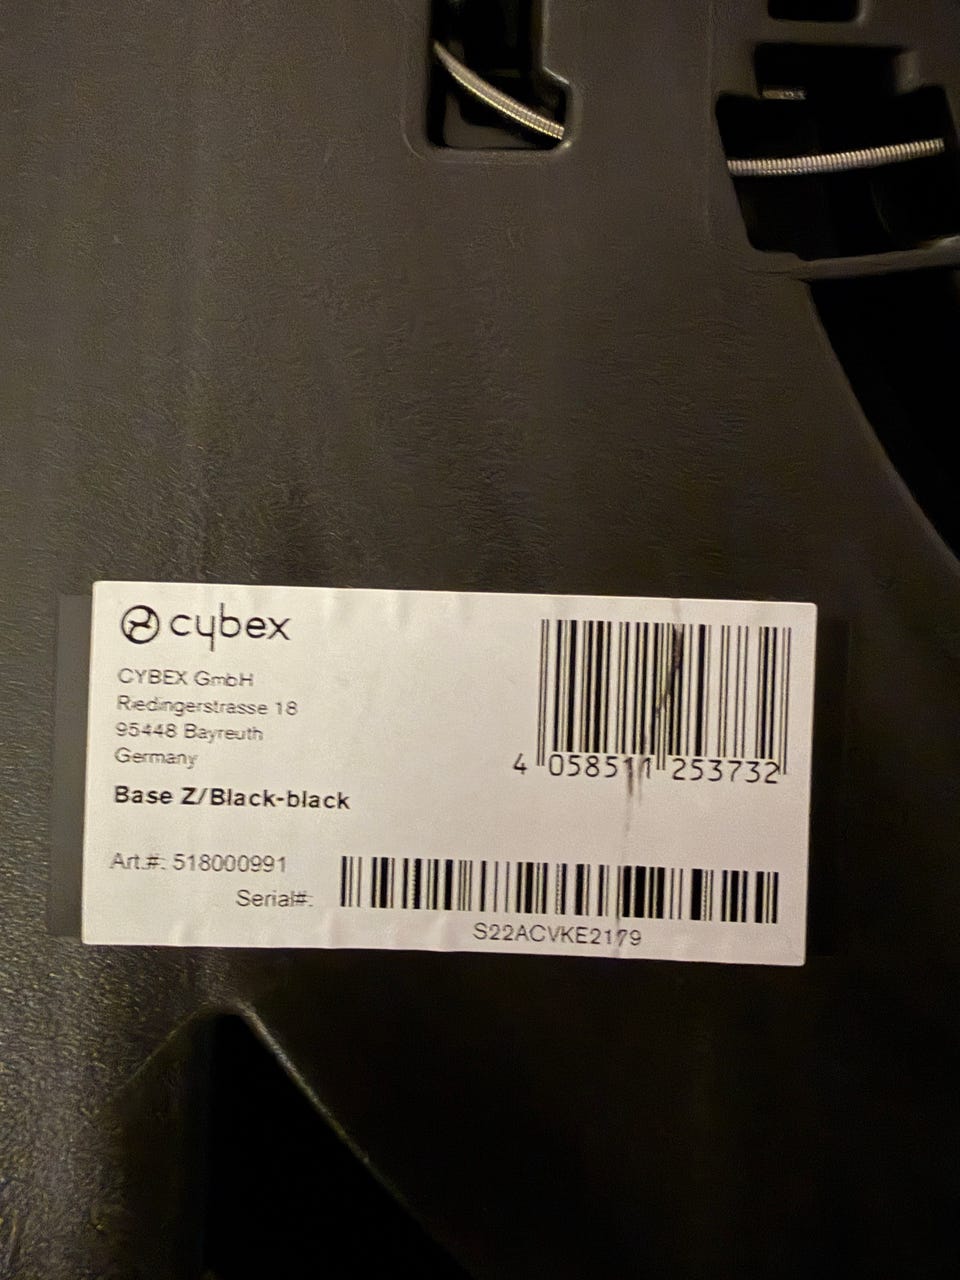 cybex
CYBEX GmbH
Riedingerstrasse 18
95448 Bayreuth
Germany
Base Z/Black-black
4 058511 253732
Art.#: 518000991
Serial#:
S22ACVKE2179